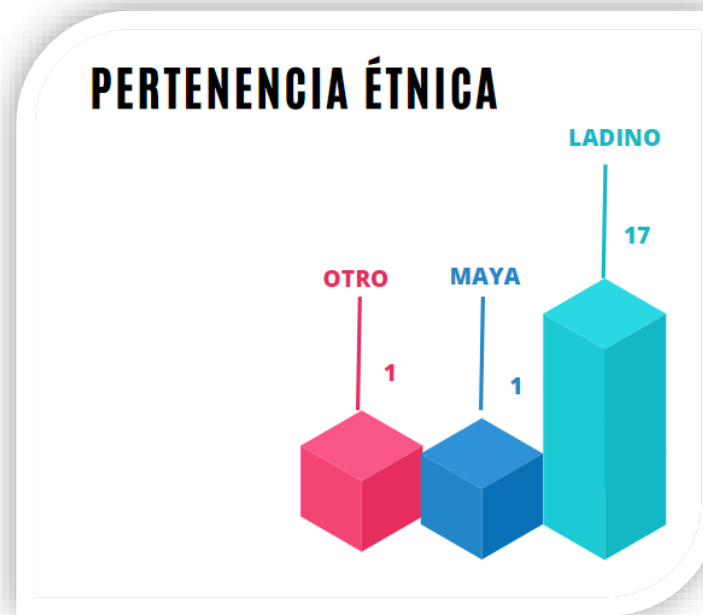 PERTENENCIA ÉTNICA
LADINO
17
OTRO
MAYA
1
1